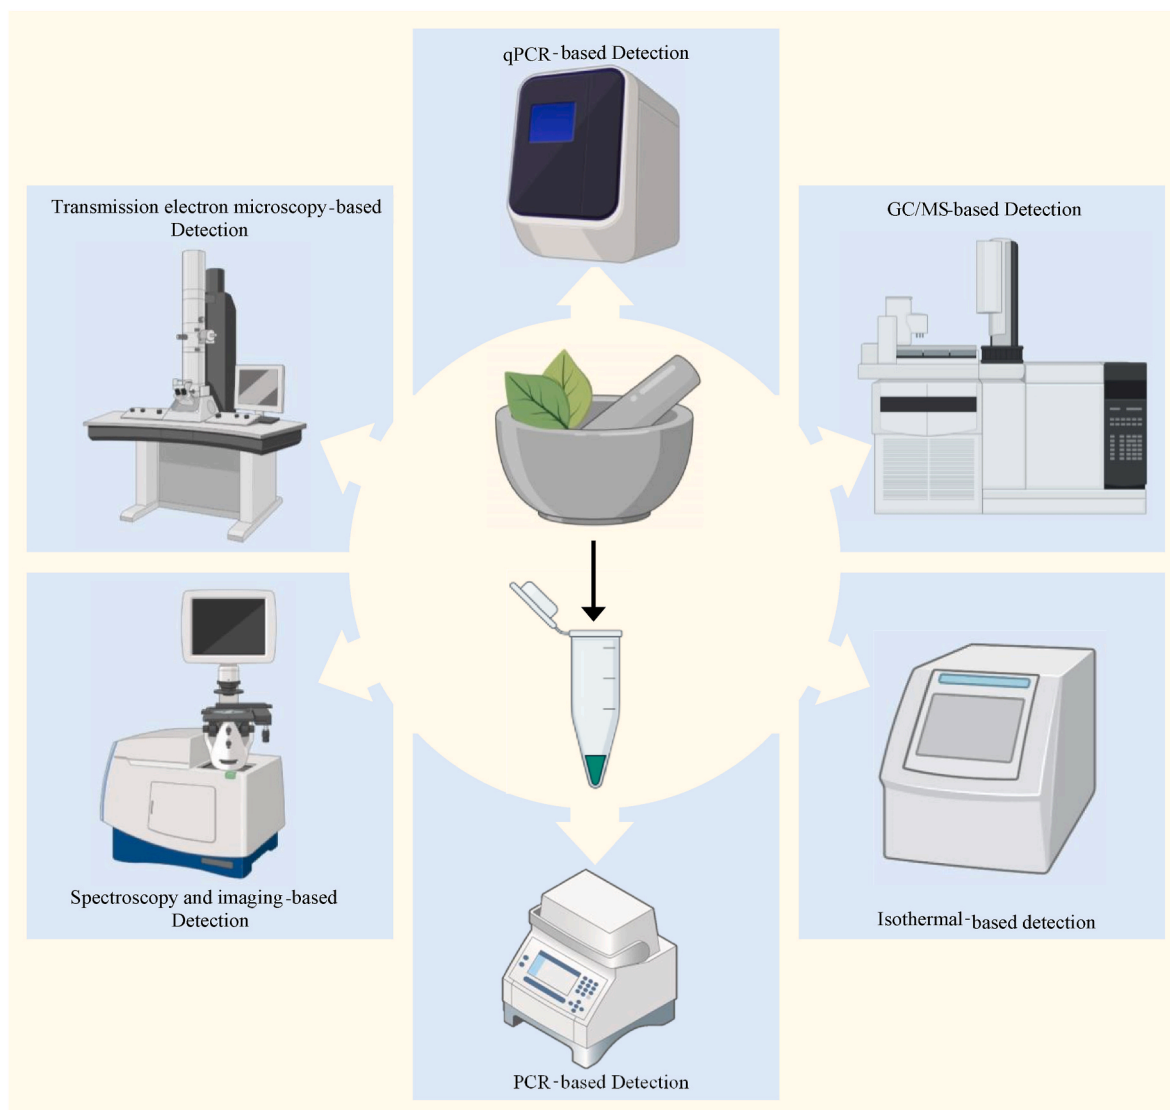 qPCR-based Detection
Transmission electron microscopy-based
Detection
GC/MS-based Detection
Spectroscopy and imaging-based
Detection
Isothermal-based detection
PCR-based Detection